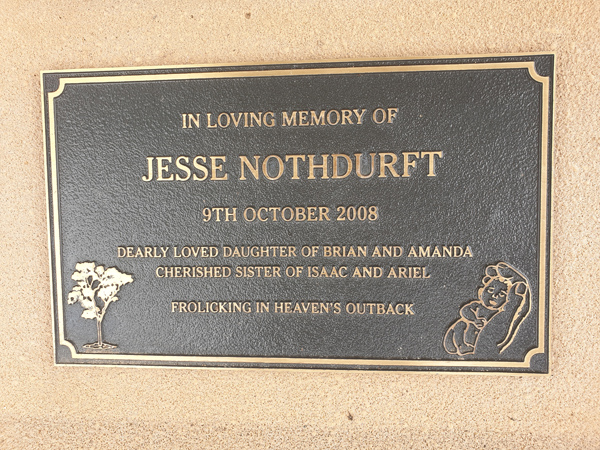 IN LOVING MEMORY OF
JESSE NOTHDURFT
9TH OCTOBER 2008
DEARLY LOVED DAUGHTER OF BRIAN AND AMANDA
CHERISHED SISTER OF ISAAC AND ARIEL
FROLICKING IN HEAVEN'S OUTBACK